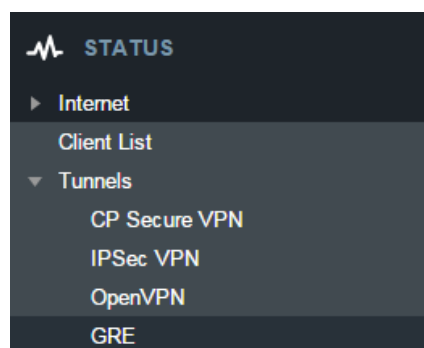 STATUS
Internet
Client List
Tunnels
CP Secure VPN
IPSec VPN
OpenVPN
GRE